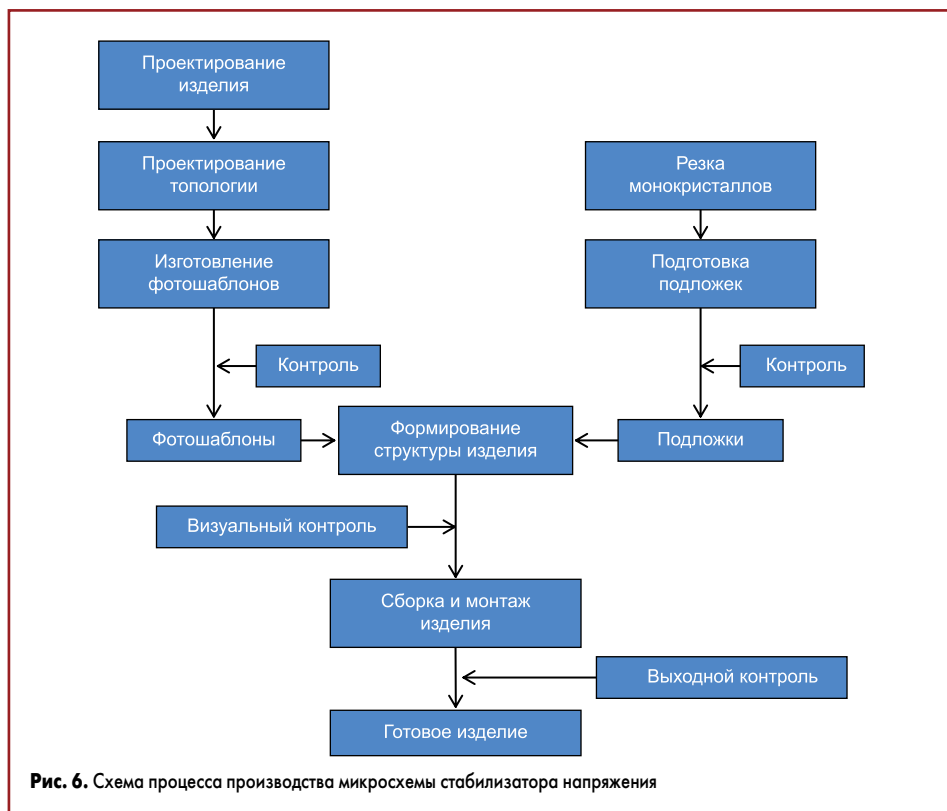 Проектирование
изделия
Проектирование
топологии
Резка
монокристаллов
Изготовление
фотошаблонов
Подготовка
подложек
Контроль
Контроль
Фотошаблоны
Формирование
структуры изделия
Подложки
Визуальный контроль
Сборка и монтаж
изделия
Выходной контроль
Готовое изделие
Рис. 6. Схема процесса производства микросхемы стабилизатора напряжения